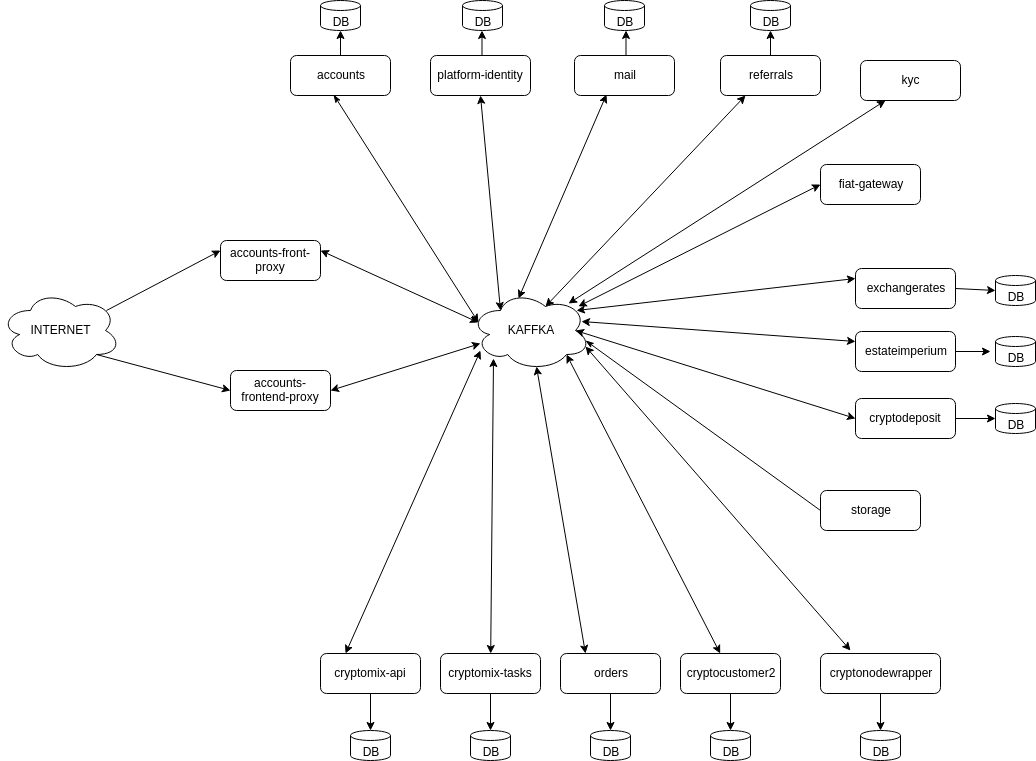 DB
DB
DB
DB
accounts
platform-identity
mail
referrals
kyc
fiat-gateway
accounts-front-
proxy
exchangerates
DB
INTERNET
KAFFKA
estateimperium
DB
accounts-
frontend-proxy
cryptodeposit
DB
storage
cryptomix-api
cryptomix-tasks
orders
cryptocustomer2
cryptonodewrapper
DB
DB
DB
DB
DB